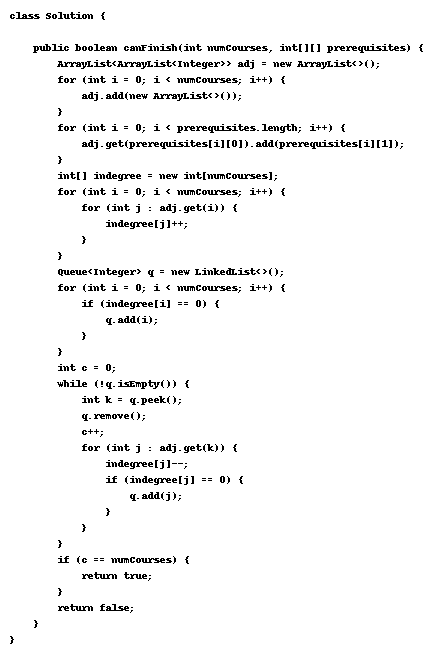 class Solution {
    public boolean canFinish(int numCourses, int[][] prerequisites) {
        ArrayList<ArrayList<Integer>> adj = new ArrayList<>();
        for (int i = 0; i < numCourses; i++) {
            adj.add(new ArrayList<>());
        }
        for (int i = 0; i < prerequisites.length; i++) {
            adj.get(prerequisites[i][0]).add(prerequisites[i][1]);
        }
        int[] indegree = new int[numCourses];
        for (int i = 0; i < numCourses; i++) {
            for (int j : adj.get(i)) {
                indegree[j]++;
            }
        }
        Queue<Integer> q = new LinkedList<>();
        for (int i = 0; i < numCourses; i++) {
            if (indegree[i] == 0) {
                q.add(i);
            }
        }
        int c = 0;
        while (!q.isEmpty()) {
            int k = q.peek();
            q.remove();
            c++;
            for (int j : adj.get(k)) {
                indegree[j]--;
                if (indegree[j] == 0) {
                    q.add(j);
                }
            }
        }
        if (c == numCourses) {
            return true;
        }
        return false;
    }
}